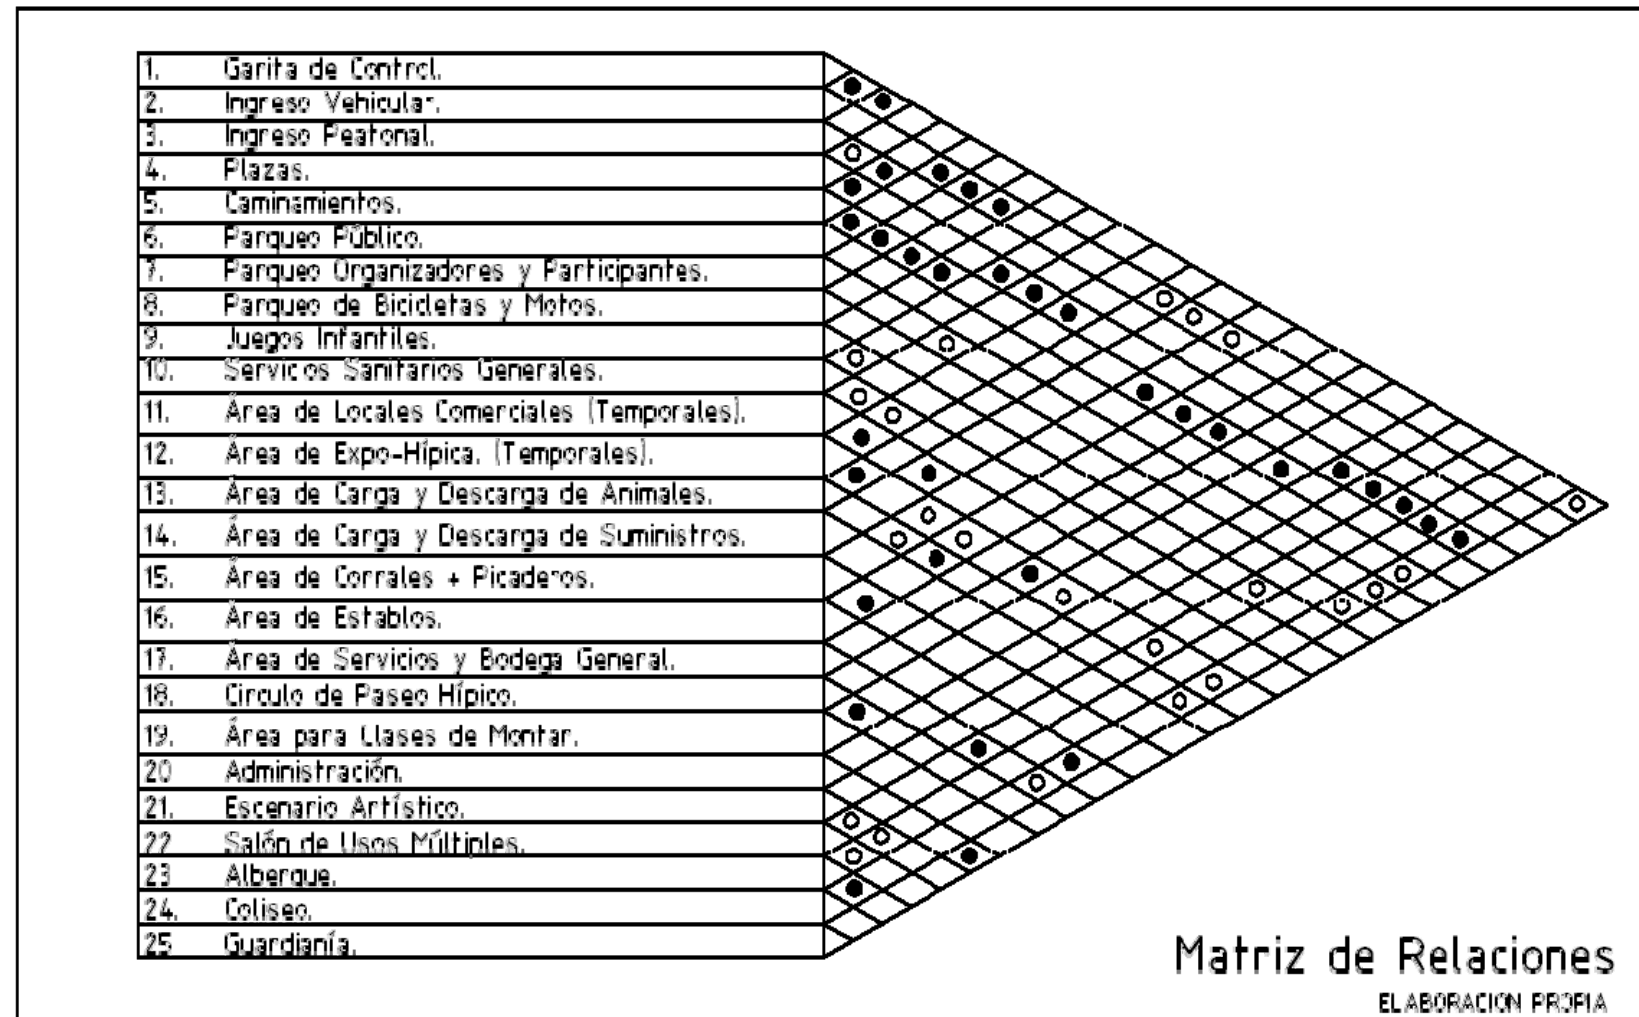 1. Garita de Control.
2. Ingreso Vehicular.
3. Ingreso Peatonal.
4. Plazas.
5. Caminamientos.
6. Parqueo Público.
7. Parqueo Organizadores y Participantes.
8. Parqueo de Bicicletas y Motos.
9. Juegos Infantiles.
10. Servicios Sanitarios Generales.
11. Área de Locales Comerciales (Temporales).
12. Área de Expo-Hípica. (Temporales).
13. Área de Carga y Descarga de Animales.
14. Área de Carga y Descarga de Suministros.
15. Área de Corrales + Picaderos.
16. Área de Establos.
17. Área de Servicios y Bodega General.
18. Circulo de Paseo Hípico.
19. Área para Clases de Montar.
20 Administración.
21. Escenario Artístico.
22 Salón de Usos Múltiples.
23 Albergue.
24. Coliseo.
25 Guardianía.
Matriz de Relaciones
ELABORACION PROPIA